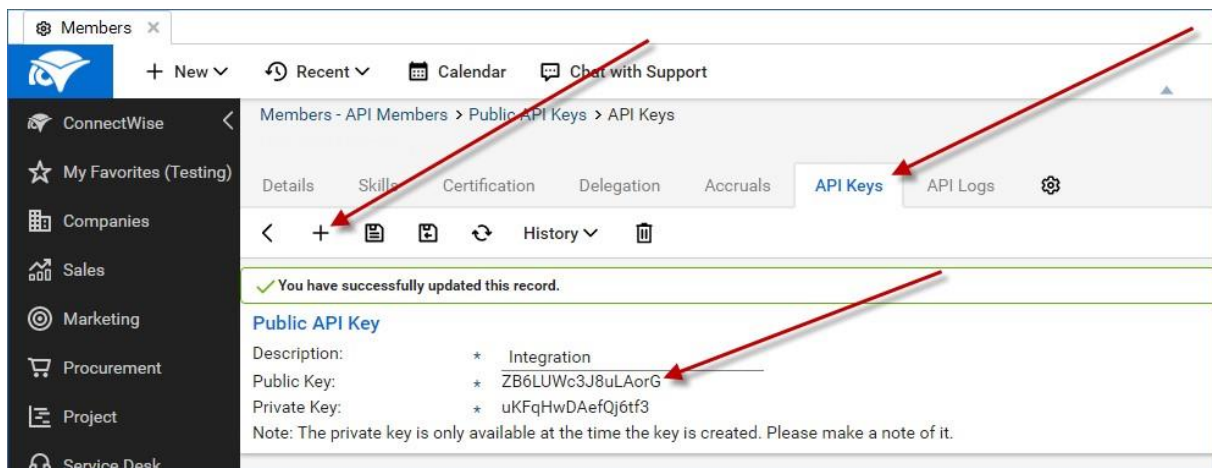 Members
+ New
Recent
Calendar
Chat with Support
ConnectWise
Members - API Members > Public API Keys > API Keys
My Favorites (Testing)
Details Skills Certification Delegation Accruals API Keys API Logs
Companies
History
Sales
You have successfully updated this record.
Marketing
Public API Key
Description: * Integration
Procurement
Public Key: * ZB6LUWc3J8uLAorG
Private Key: * uKFqHwDAefQj6tf3
Project
Note: The private key is only available at the time the key is created. Please make a note of it.
Service Desk